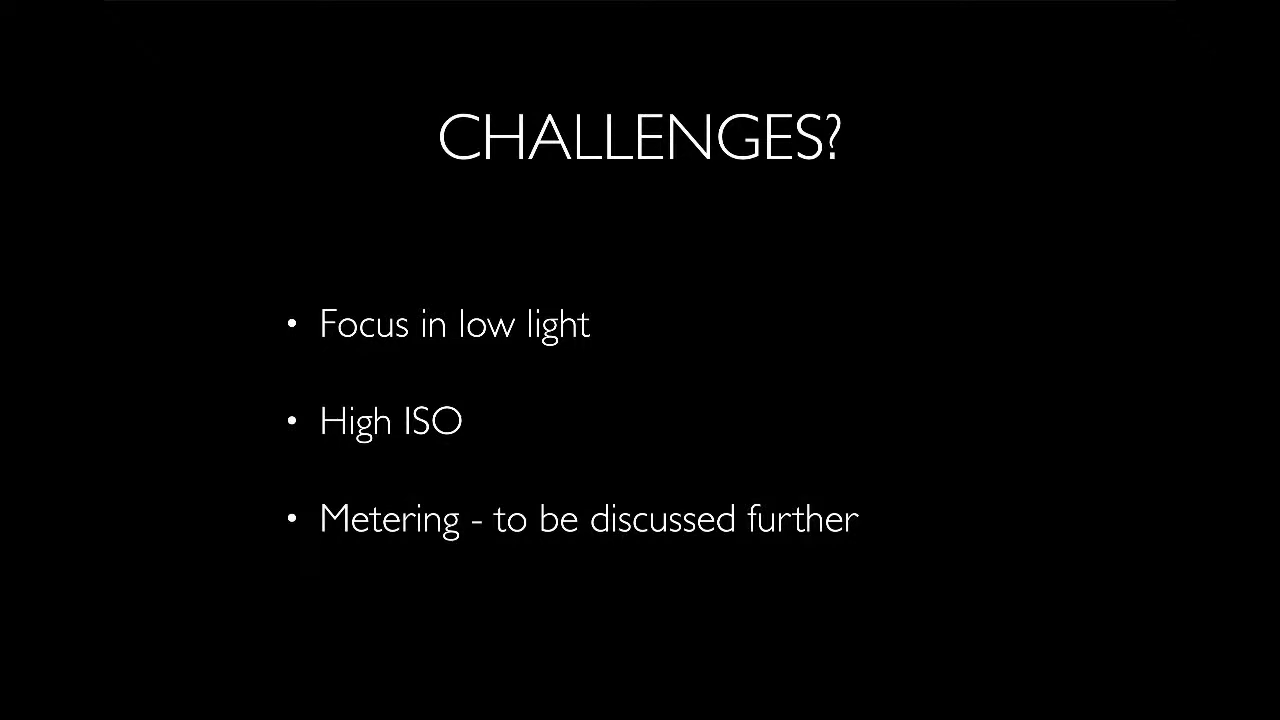 CHALLENGES?
• Focus in low light
• High ISO
• Metering - to be discussed further